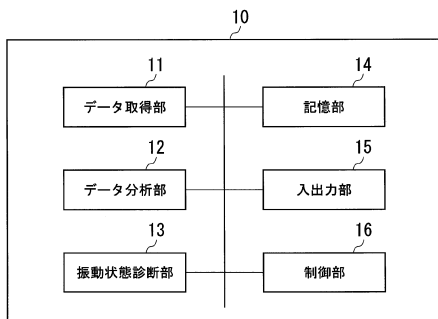 10
11
データ取得部
14
記憶部
12
データ分析部
15
入出力部
13
振動状態診断部
16
制御部